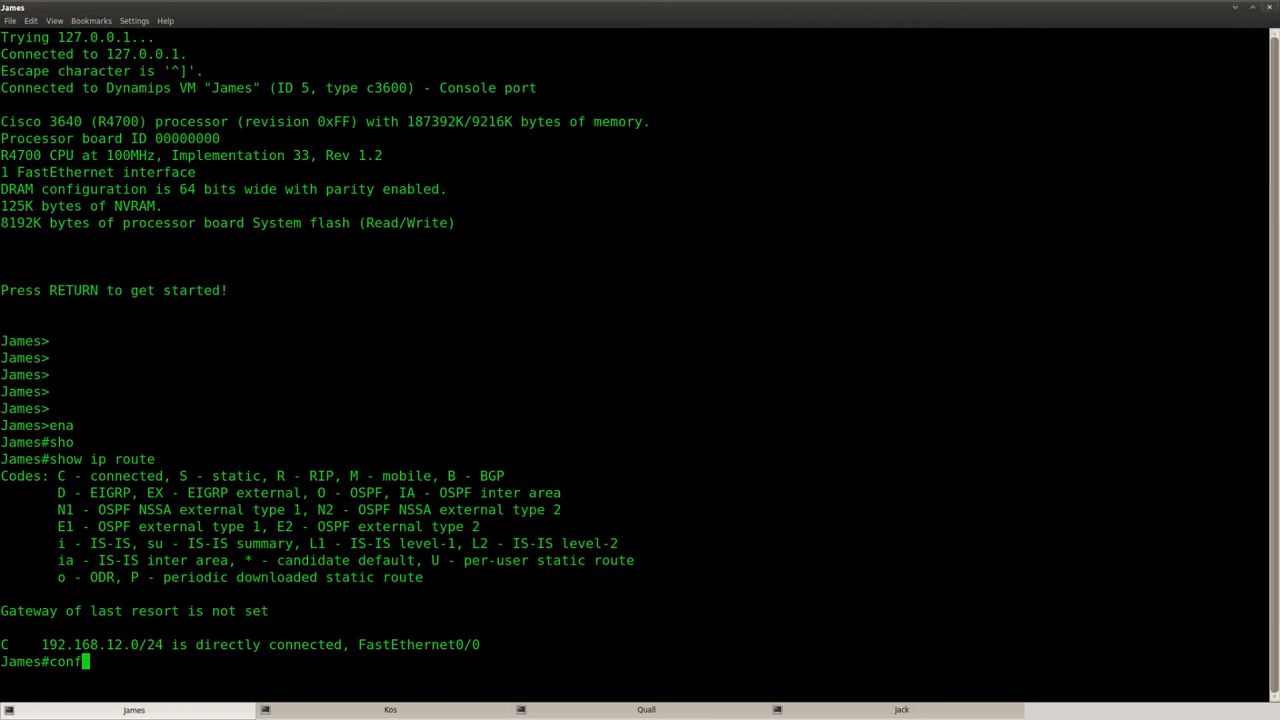 James
File Edit View Bookmarks Settings Help
Trying 127.0.0.1...
Connected to 127.0.0.1.
Escape character is '^]'.
Connected to Dynamips VM "James" (ID 5, type c3600) - Console port
Cisco 3640 (R4700) processor (revision 0xFF) with 187392K/9216K bytes of memory.
Processor board ID 00000000
R4700 CPU at 100MHz, Implementation 33, Rev 1.2
1 FastEthernet interface
DRAM configuration is 64 bits wide with parity enabled.
125K bytes of NVRAM.
8192K bytes of processor board System flash (Read/Write)
Press RETURN to get started!
James>
James>
James>
James>
James>
James>ena
James#sho
James#show ip route
Codes: C - connected, S - static, R - RIP, M - mobile, B - BGP
D - EIGRP, EX - EIGRP external, O - OSPF, IA - OSPF inter area
N1 - OSPF NSSA external type 1, N2 - OSPF NSSA external type 2
E1 - OSPF external type 1, E2 - OSPF external type 2
i - IS-IS, su - IS-IS summary, L1 - IS-IS level-1, L2 - IS-IS level-2
ia - IS-IS inter area, * - candidate default, U - per-user static route
o - ODR, P - periodic downloaded static route
Gateway of last resort is not set
C 192.168.12.0/24 is directly connected, FastEthernet0/0
James#conf
James Kos Quall Jack